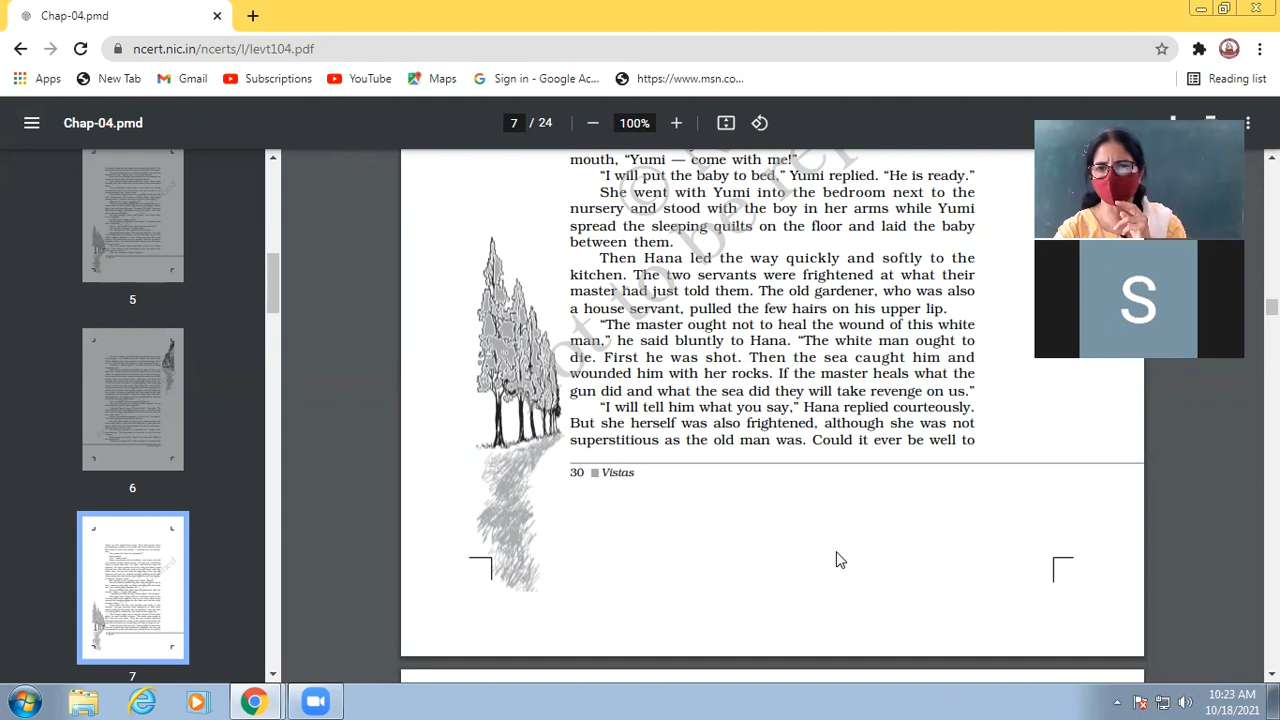 Chap-04.pmd
ncert.nic.in/ncerts/l/levt104.pdf
Apps
New Tab
Gmail
Subscriptions
YouTube
Maps
Sign in - Google Ac...
https://www.msn.co...
Reading list
Chap-04.pmd
7 / 24
100%
5
6
7
mouth, “Yumi — come with me!”
“I will put the baby to bed,” Yumi replied. “He is ready.”
She went with Yumi into the bedroom next to the
nursery and stood with the boy in her arms while Yumi
spread the sleeping quilts on the floor and laid the baby
between them.
Then Hana led the way quickly and softly to the
kitchen. The two servants were frightened at what their
master had just told them. The old gardener, who was also
a house servant, pulled the few hairs on his upper lip.
“The master ought not to heal the wound of this white
man,” he said bluntly to Hana. “The white man ought to
die. First he was shot. Then the sea caught him and
wounded him with her rocks. If the master heals what the
gun did and what the sea did they will take revenge on us.”
“I will tell him what you say,” Hana replied courteously.
But she herself was also frightened, although she was not
superstitious as the old man was. Could it ever be well to
30 Vistas
not to be re
S
10:23 AM
10/18/2021